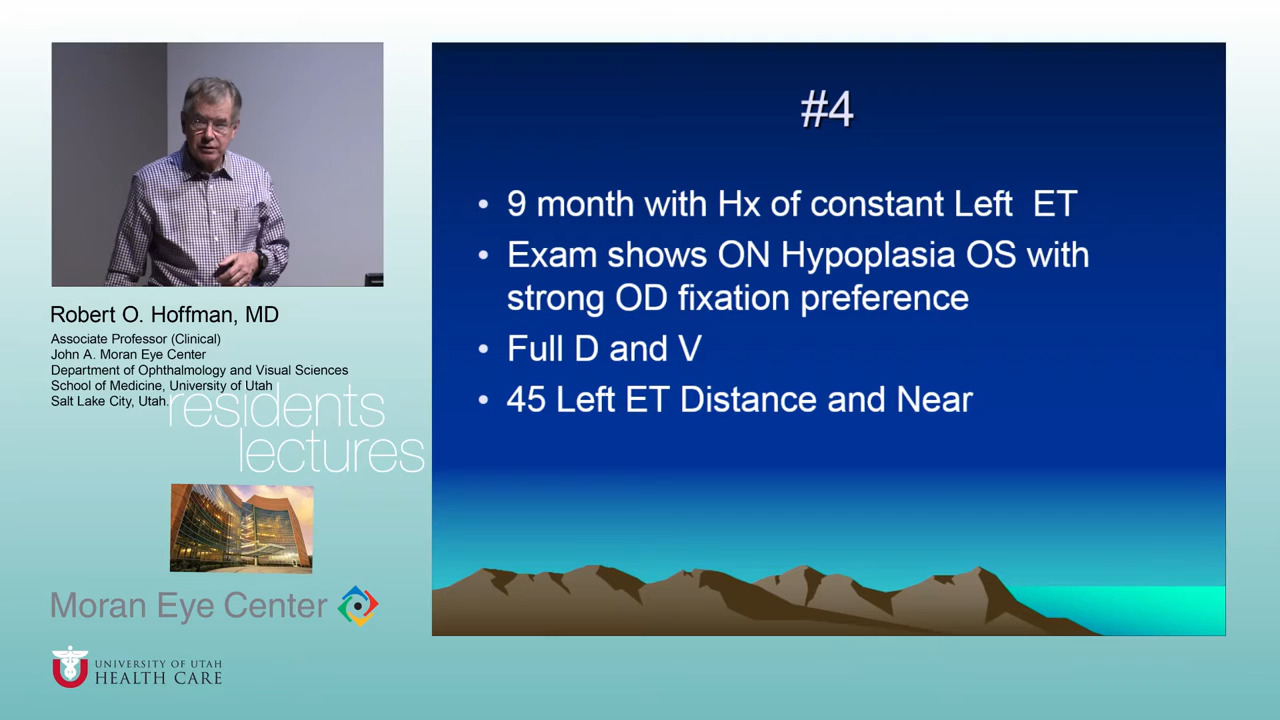 #4
• 9 month with Hx of constant Left ET
• Exam shows ON Hypoplasia OS with
strong OD fixation preference
• Full D and V
• 45 Left ET Distance and Near
Robert O. Hoffman, MD
Associate Professor (Clinical)
John A. Moran Eye Center
Department of Ophthalmology and Visual Sciences
School of Medicine, University of Utah
Salt Lake City, Utah.
residents
lectures
Moran Eye Center
UNIVERSITY OF UTAH
HEALTH CARE